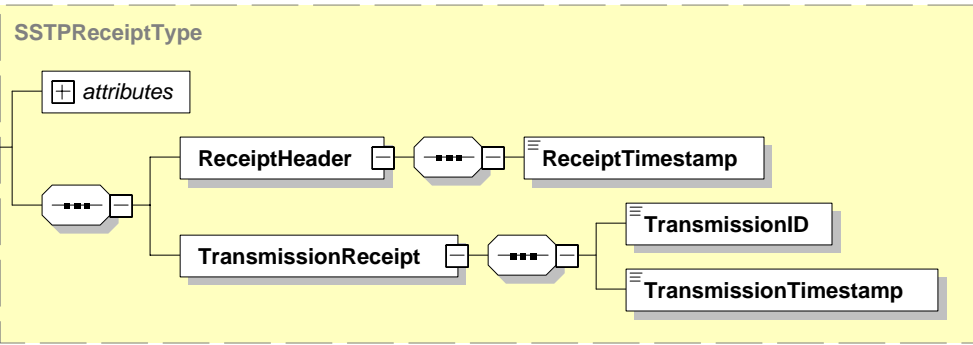 SSTPReceiptType
attributes
ReceiptHeader
ReceiptTimestamp
TransmissionReceipt
TransmissionID
TransmissionTimestamp